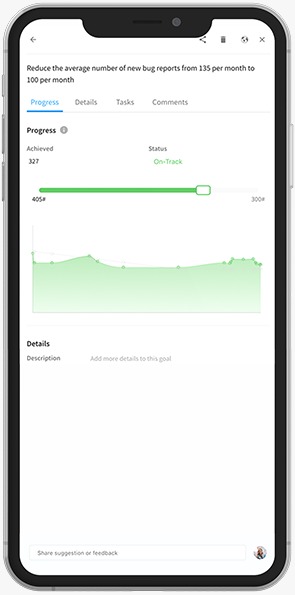 Reduce the average number of new bug reports from 135 per month to
100 per month
Progress Details Tasks Comments
Progress
Achieved Status
327 On-Track
405# 300#
Details
Description Add more details to this goal
Share suggestion or feedback